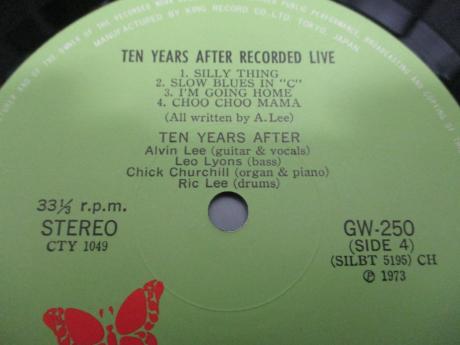 MANUFACTURED BY KING RECORD CO., LTD. TOKYO, JAPAN
TEN YEARS AFTER RECORDED LIVE
1. SILLY THING
2. SLOW BLUES IN "C"
3. I'M GOING HOME
4. CHOO CHOO MAMA
(All written by A. Lee)
TEN YEARS AFTER
Alvin Lee (guitar & vocals)
Leo Lyons (bass)
Chick Churchill (organ & piano)
Ric Lee (drums)
33⅓ r.p.m.
STEREO
CTY 1049
GW-250
(SIDE 4)
(SILBT 5195) CH
Ⓟ 1973